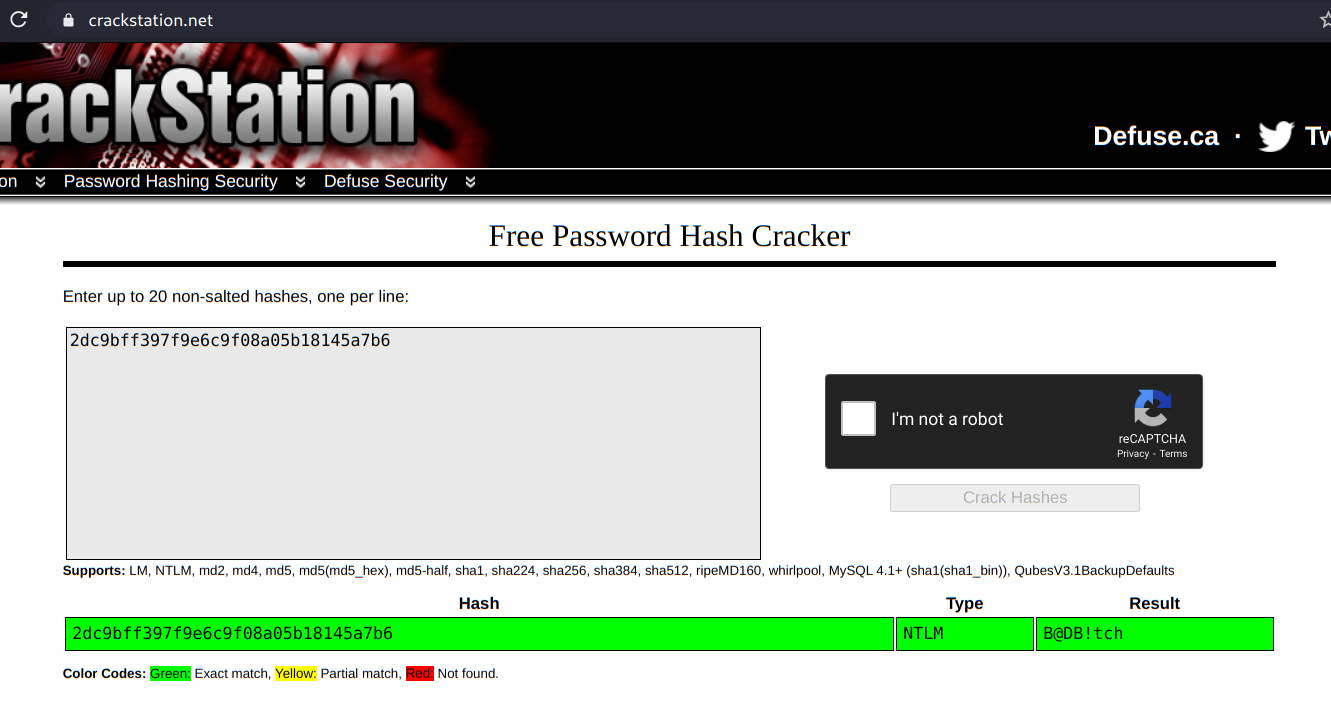 crackstation.net
rackStation
Defuse.ca · Tw
on Password Hashing Security Defuse Security
Free Password Hash Cracker
Enter up to 20 non-salted hashes, one per line:
2dc9bff397f9e6c9f08a05b18145a7b6
I'm not a robot
reCAPTCHA
Privacy - Terms
Crack Hashes
Supports: LM, NTLM, md2, md4, md5, md5(md5_hex), md5-half, sha1, sha224, sha256, sha384, sha512, ripeMD160, whirlpool, MySQL 4.1+ (sha1(sha1_bin)), QubesV3.1BackupDefaults
Hash Type Result
2dc9bff397f9e6c9f08a05b18145a7b6 NTLM B@DB!tch
Color Codes: Green: Exact match, Yellow: Partial match, Red: Not found.